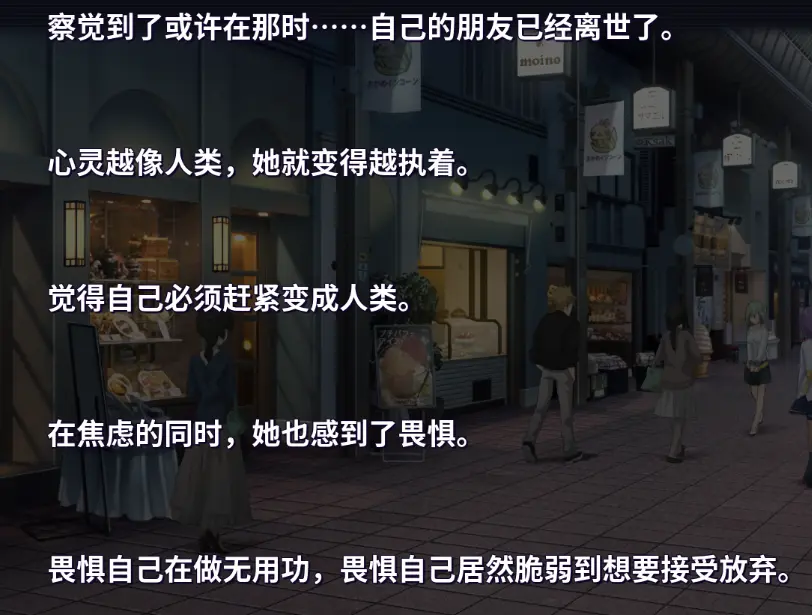 察觉到了或许在那时……自己的朋友已经离世了。
moino
心灵越像人类，她就变得越执着。
觉得自己必须赶紧变成人类。
在焦虑的同时，她也感到了畏惧。
畏惧自己在做无用功，畏惧自己居然脆弱到想要接受放弃。